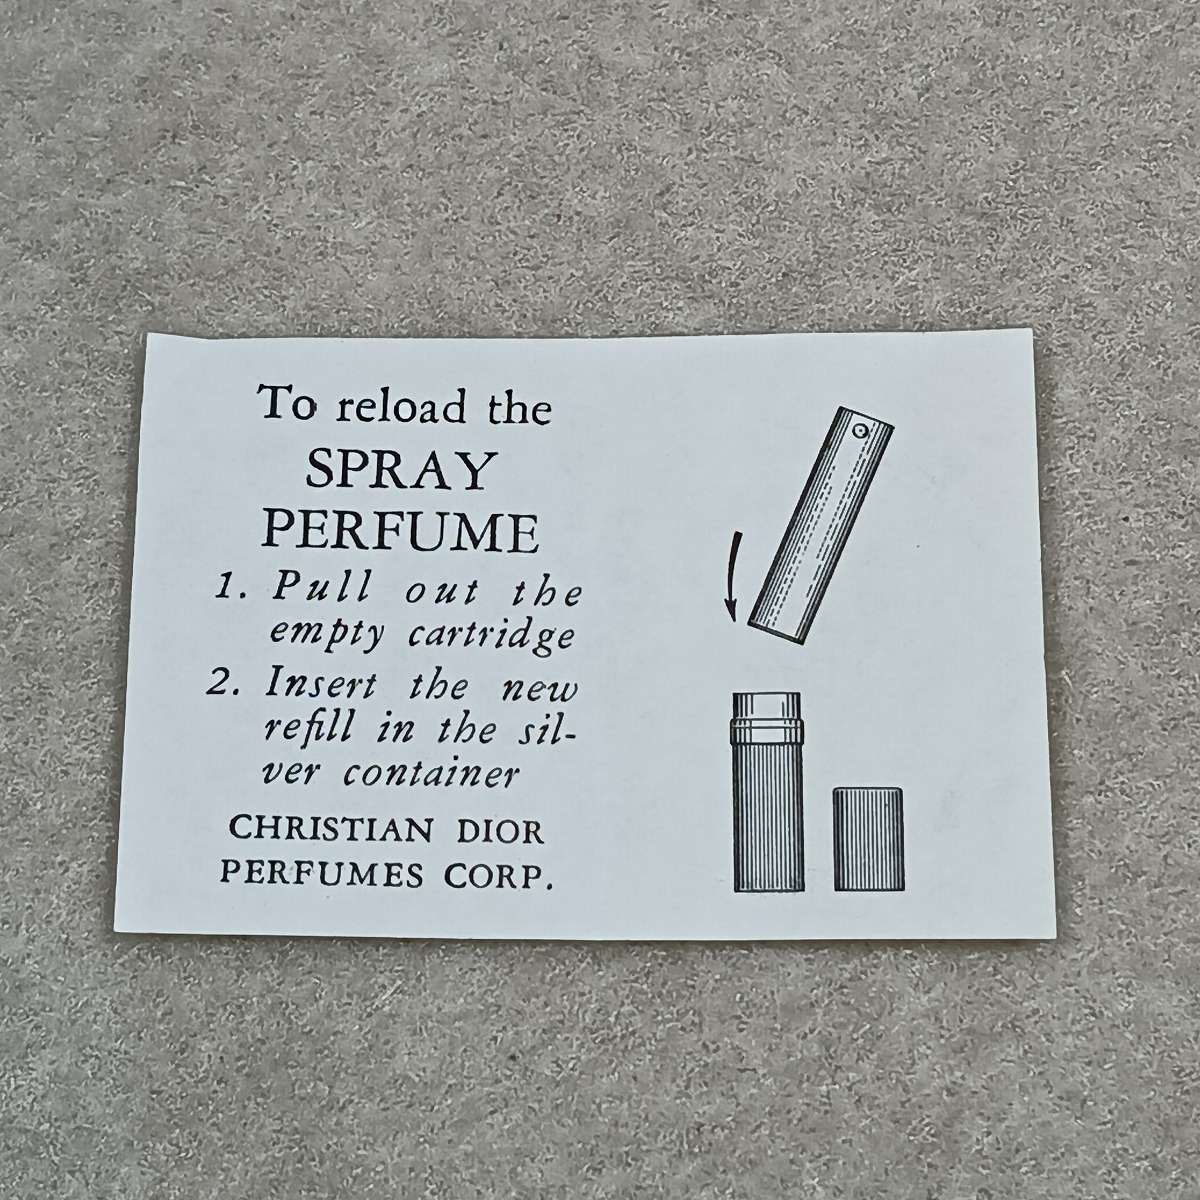 To reload the
SPRAY
PERFUME
1. Pull out the
empty cartridge
2. Insert the new
refill in the sil-
ver container
CHRISTIAN DIOR
PERFUMES CORP.